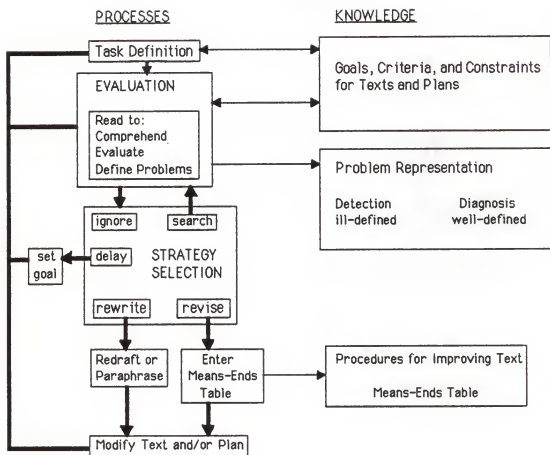 PROCESSES
KNOWLEDGE
Task Definition
Goals, Criteria, and Constraints
for Texts and Plans
EVALUATION
Read to:
Comprehend
Evaluate
Define Problems
Problem Representation
Detection Diagnosis
ill-defined well-defined
ignore search
set
goal
delay
STRATEGY
SELECTION
rewrite revise
Redraft or
Paraphrase
Enter
Means-Ends
Table
Procedures for Improving Text
Means-Ends Table
Modify Text and/or Plan